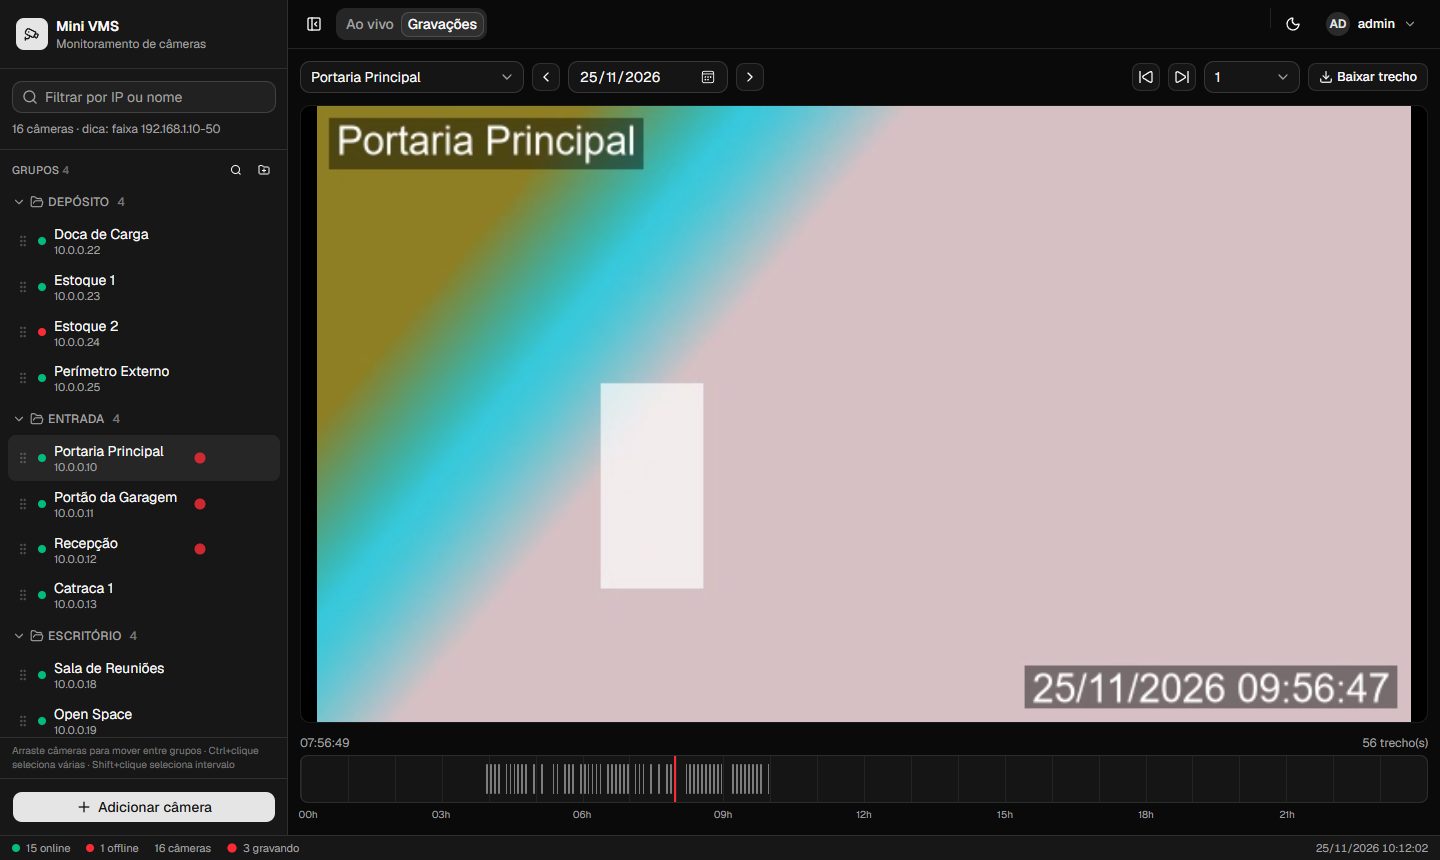 Mini VMS
Monitoramento de câmeras
Filtrar por IP ou nome
16 câmeras · dica: faixa 192.168.1.10-50
GRUPOS 4
DEPÓSITO 4
Doca de Carga
10.0.0.22
Estoque 1
10.0.0.23
Estoque 2
10.0.0.24
Perímetro Externo
10.0.0.25
ENTRADA 4
Portaria Principal
10.0.0.10
Portão da Garagem
10.0.0.11
Recepção
10.0.0.12
Catraca 1
10.0.0.13
ESCRITÓRIO 4
Sala de Reuniões
10.0.0.18
Open Space
10.0.0.19
Arraste câmeras para mover entre grupos · Ctrl+clique
seleciona várias · Shift+clique seleciona intervalo
Adicionar câmera
Ao vivo Gravações
AD admin
Portaria Principal 25/11/2026 1 Baixar trecho
Portaria Principal
25/11/2026 09:56:47
07:56:49 56 trecho(s)
00h 03h 06h 09h 12h 15h 18h 21h
15 online 1 offline 16 câmeras 3 gravando 25/11/2026 10:12:02